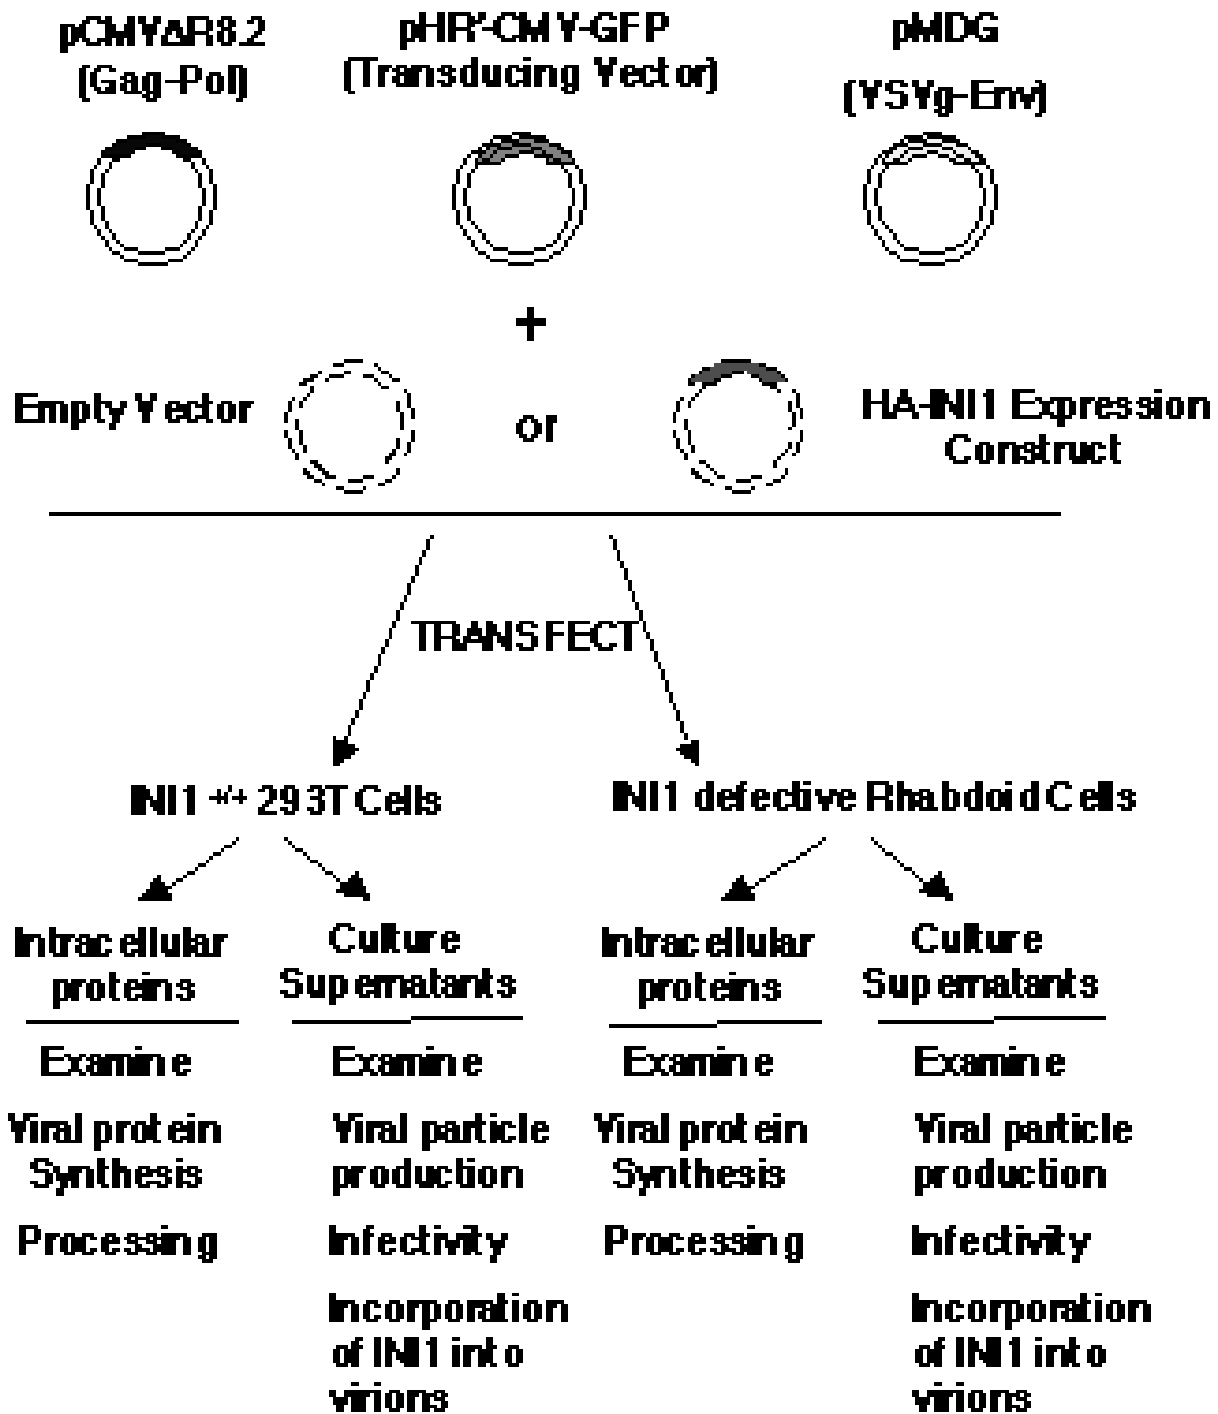 pCMVΔR8.2
(Gag-Pol)
pHR'-CMV-GFP
(Transducing Vector)
pMDG
(VSVg-Env)
+
Empty Vector
or
HA-INI1 Expression
Construct
TRANSFECT
INI1 +/+ 293T Cells
INI1 defective Rhabdoid Cells
Intracellular
proteins
Culture
Supernatants
Intracellular
proteins
Culture
Supernatants
Examine
Viral protein
Synthesis
Processing
Examine
Viral particle
production
Infectivity
Incorporation
of INI1 into
virions
Examine
Viral protein
Synthesis
Processing
Examine
Viral particle
production
Infectivity
Incorporation
of INI1 into
virions